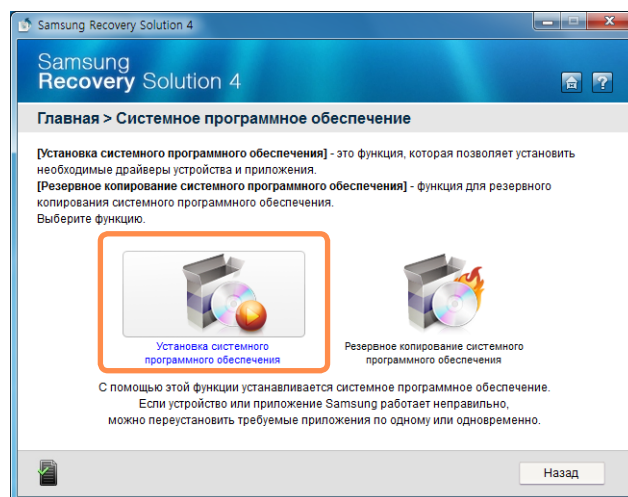 Samsung Recovery Solution 4
Samsung
Recovery Solution 4
Главная > Системное программное обеспечение
[Установка системного программного обеспечения] - это функция, которая позволяет установить
необходимые драйверы устройства и приложения.
[Резервное копирование системного программного обеспечения] - функция для резервного
копирования системного программного обеспечения.
Выберите функцию.
Установка системного
программного обеспечения
Резервное копирование системного
программного обеспечения
С помощью этой функции устанавливается системное программное обеспечение.
Если устройство или приложение Samsung работает неправильно,
можно переустановить требуемые приложения по одному или одновременно.
Назад